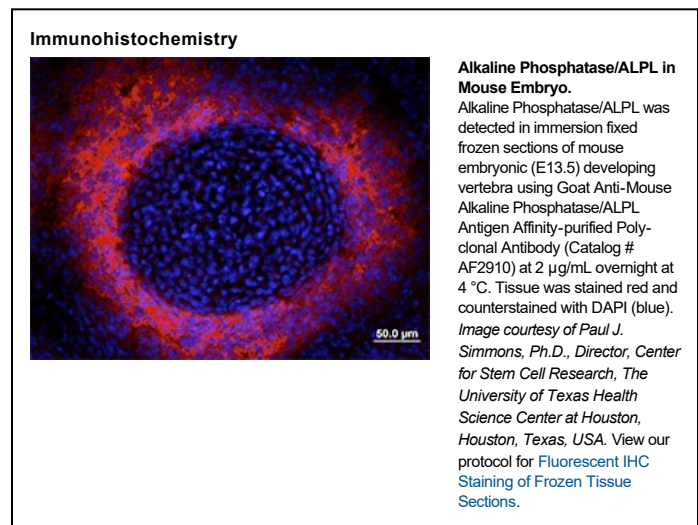 Immunohistochemistry
50.0 µm
Alkaline Phosphatase/ALPL in
Mouse Embryo.
Alkaline Phosphatase/ALPL was
detected in immersion fixed
frozen sections of mouse
embryonic (E13.5) developing
vertebra using Goat Anti-Mouse
Alkaline Phosphatase/ALPL
Antigen Affinity-purified Poly-
clonal Antibody (Catalog #
AF2910) at 2 µg/mL overnight at
4 °C. Tissue was stained red and
counterstained with DAPI (blue).
Image courtesy of Paul J.
Simmons, Ph.D., Director, Center
for Stem Cell Research, The
University of Texas Health
Science Center at Houston,
Houston, Texas, USA. View our
protocol for Fluorescent IHC
Staining of Frozen Tissue
Sections.